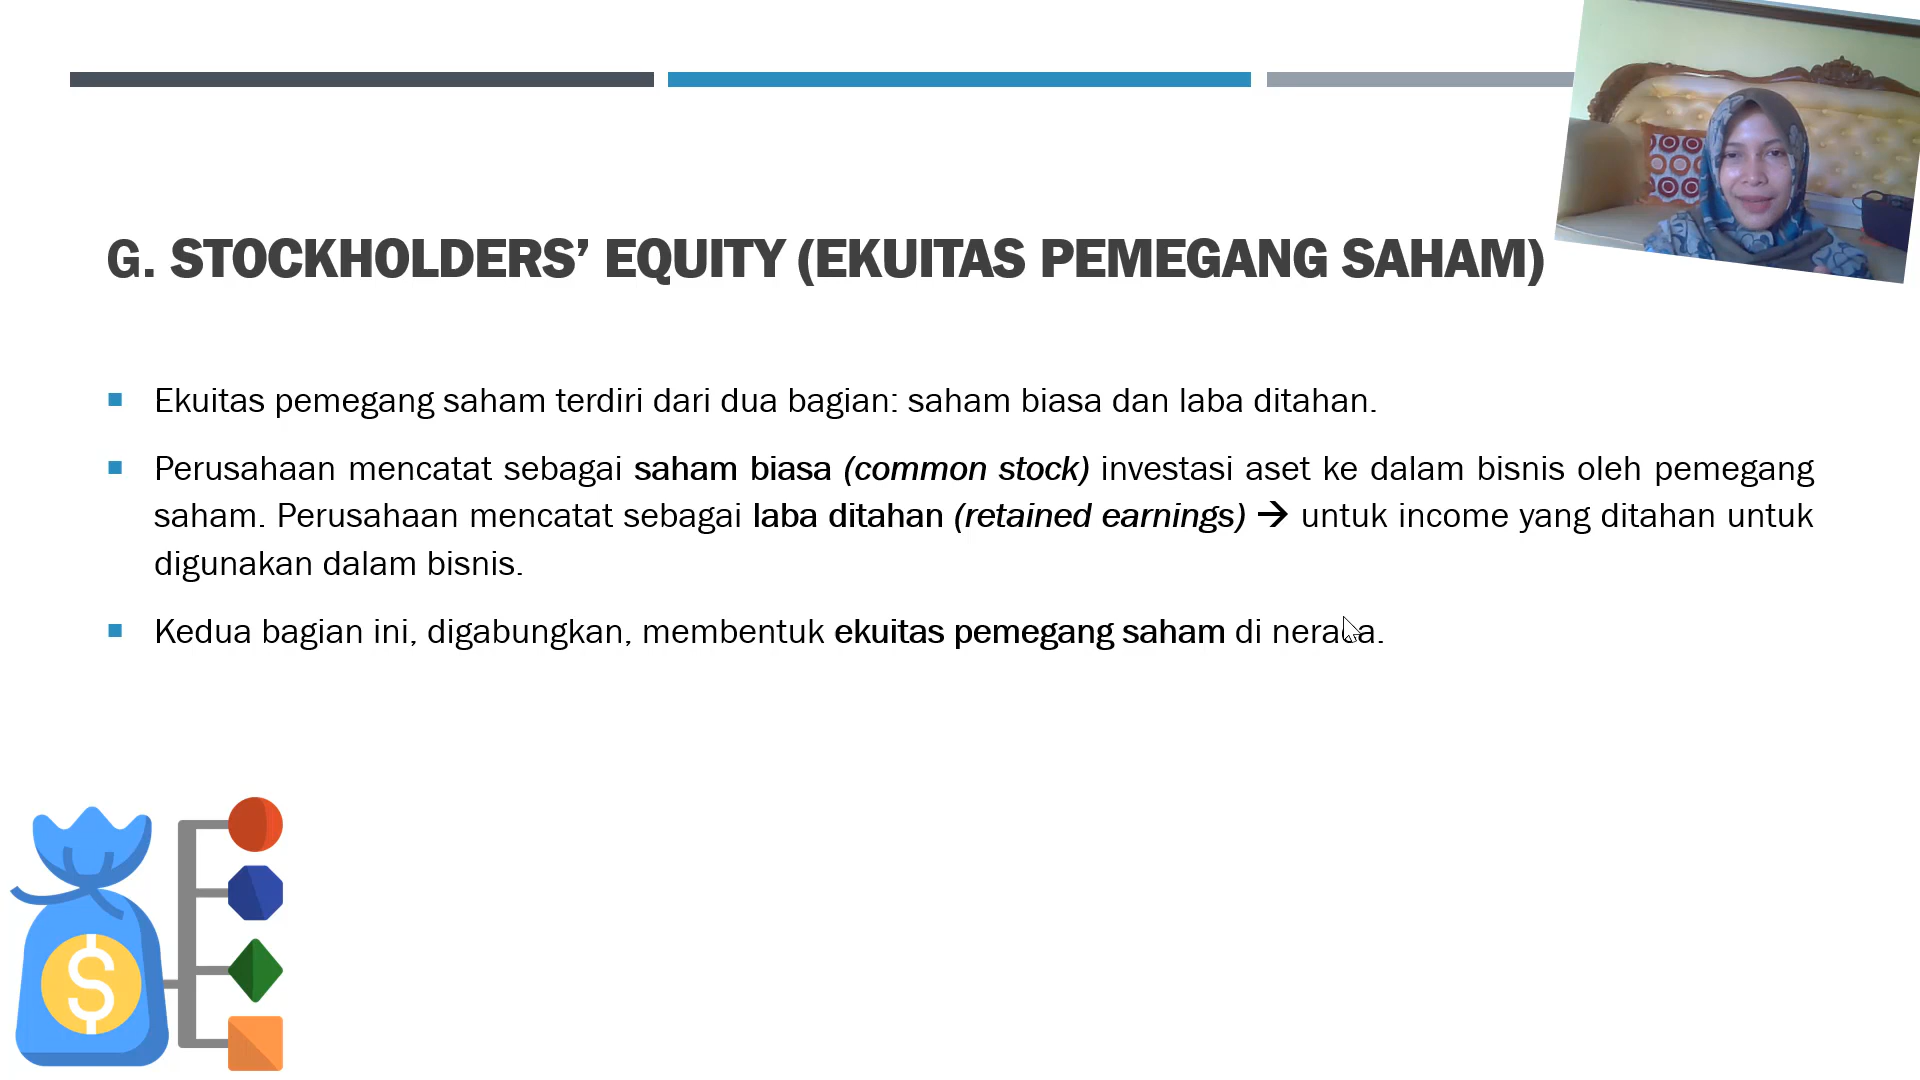 G. STOCKHOLDERS’ EQUITY (EKUITAS PEMEGANG SAHAM)
Ekuitas pemegang saham terdiri dari dua bagian: saham biasa dan laba ditahan.
Perusahaan mencatat sebagai saham biasa (common stock) investasi aset ke dalam bisnis oleh pemegang
saham. Perusahaan mencatat sebagai laba ditahan (retained earnings) → untuk income yang ditahan untuk
digunakan dalam bisnis.
Kedua bagian ini, digabungkan, membentuk ekuitas pemegang saham di neraca.
$